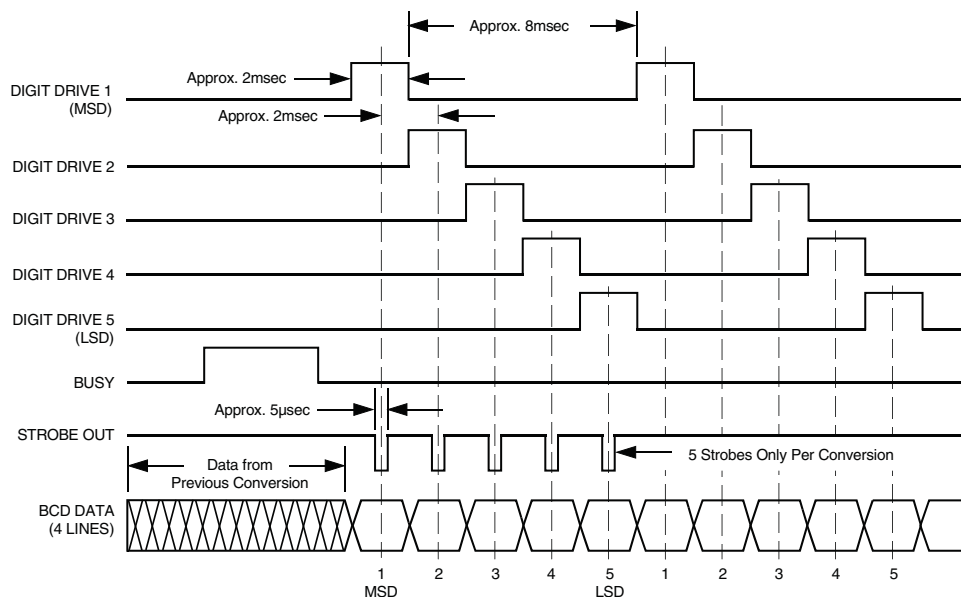 Approx. 8msec
Approx. 2msec
DIGIT DRIVE 1
(MSD)
Approx. 2msec
DIGIT DRIVE 2
DIGIT DRIVE 3
DIGIT DRIVE 4
DIGIT DRIVE 5
(LSD)
BUSY
Approx. 5µsec
STROBE OUT
5 Strobes Only Per Conversion
Data from
Previous Conversion
BCD DATA
(4 LINES)
1 2 3 4 5 1 2 3 4 5
MSD LSD